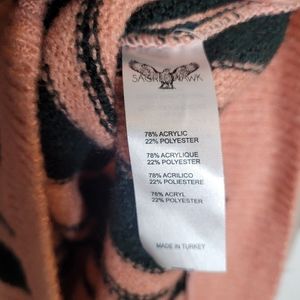 SACRED HAWK
78% ACRYLIC
22% POLYESTER
78% ACRYLIQUE
22% POLYESTER
78% ACRILICO
22% POLIESTERE
78% ACRYL
22% POLYESTER
MADE IN TURKEY